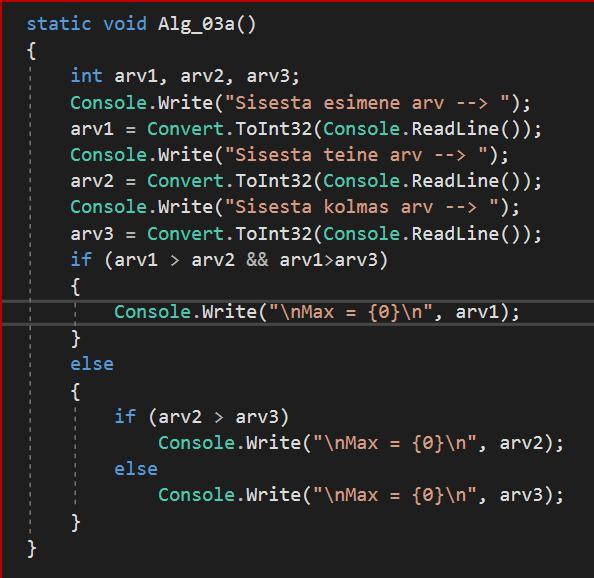 static void Alg_03a()
{
int arv1, arv2, arv3;
Console.Write("Sisesta esimene arv --> ");
arv1 = Convert.ToInt32(Console.ReadLine());
Console.Write("Sisesta teine arv --> ");
arv2 = Convert.ToInt32(Console.ReadLine());
Console.Write("Sisesta kolmas arv --> ");
arv3 = Convert.ToInt32(Console.ReadLine());
if (arv1 > arv2 && arv1>arv3)
{
Console.Write("\nMax = {0}\n", arv1);
}
else
{
if (arv2 > arv3)
Console.Write("\nMax = {0}\n", arv2);
else
Console.Write("\nMax = {0}\n", arv3);
}
}